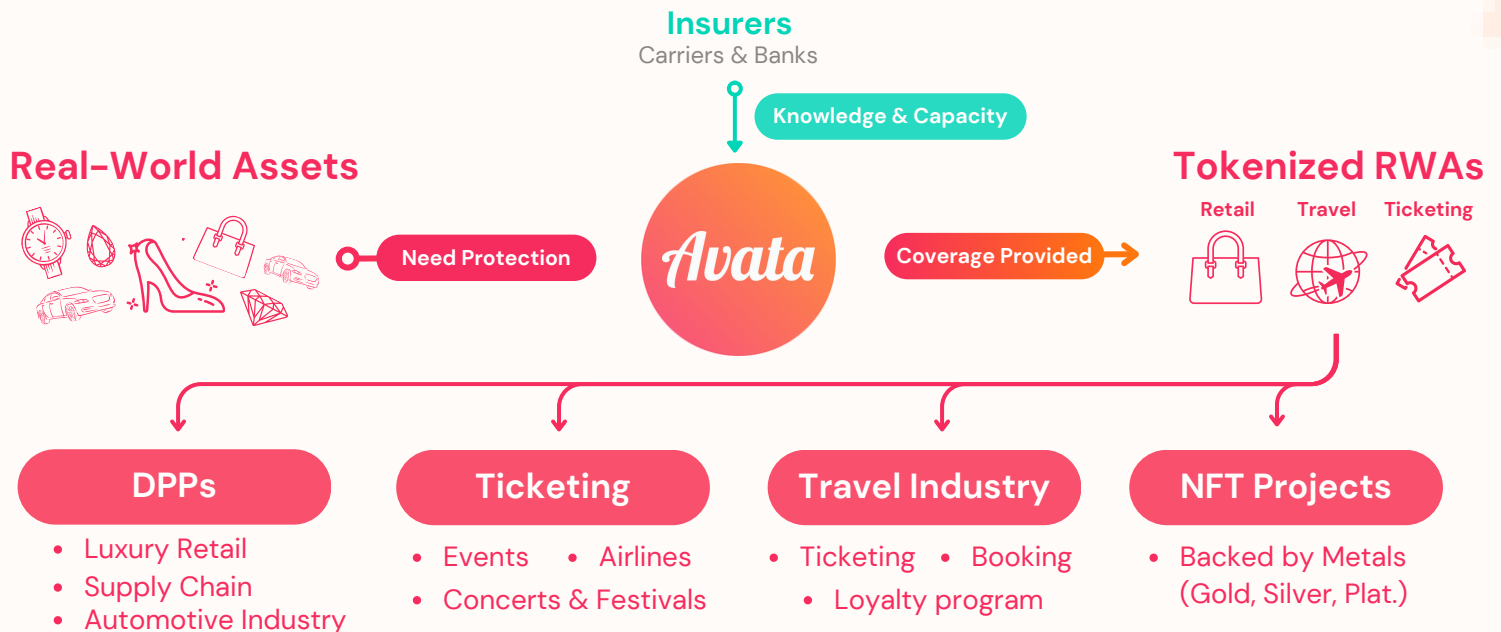 Insurers
Carriers & Banks
Knowledge & Capacity
Real-World Assets
Tokenized RWAs
Retail Travel Ticketing
Need Protection
Avata
Coverage Provided
DPPs
• Luxury Retail
• Supply Chain
• Automotive Industry
Ticketing
• Events • Airlines
• Concerts & Festivals
Travel Industry
• Ticketing • Booking
• Loyalty program
NFT Projects
• Backed by Metals
(Gold, Silver, Plat.)